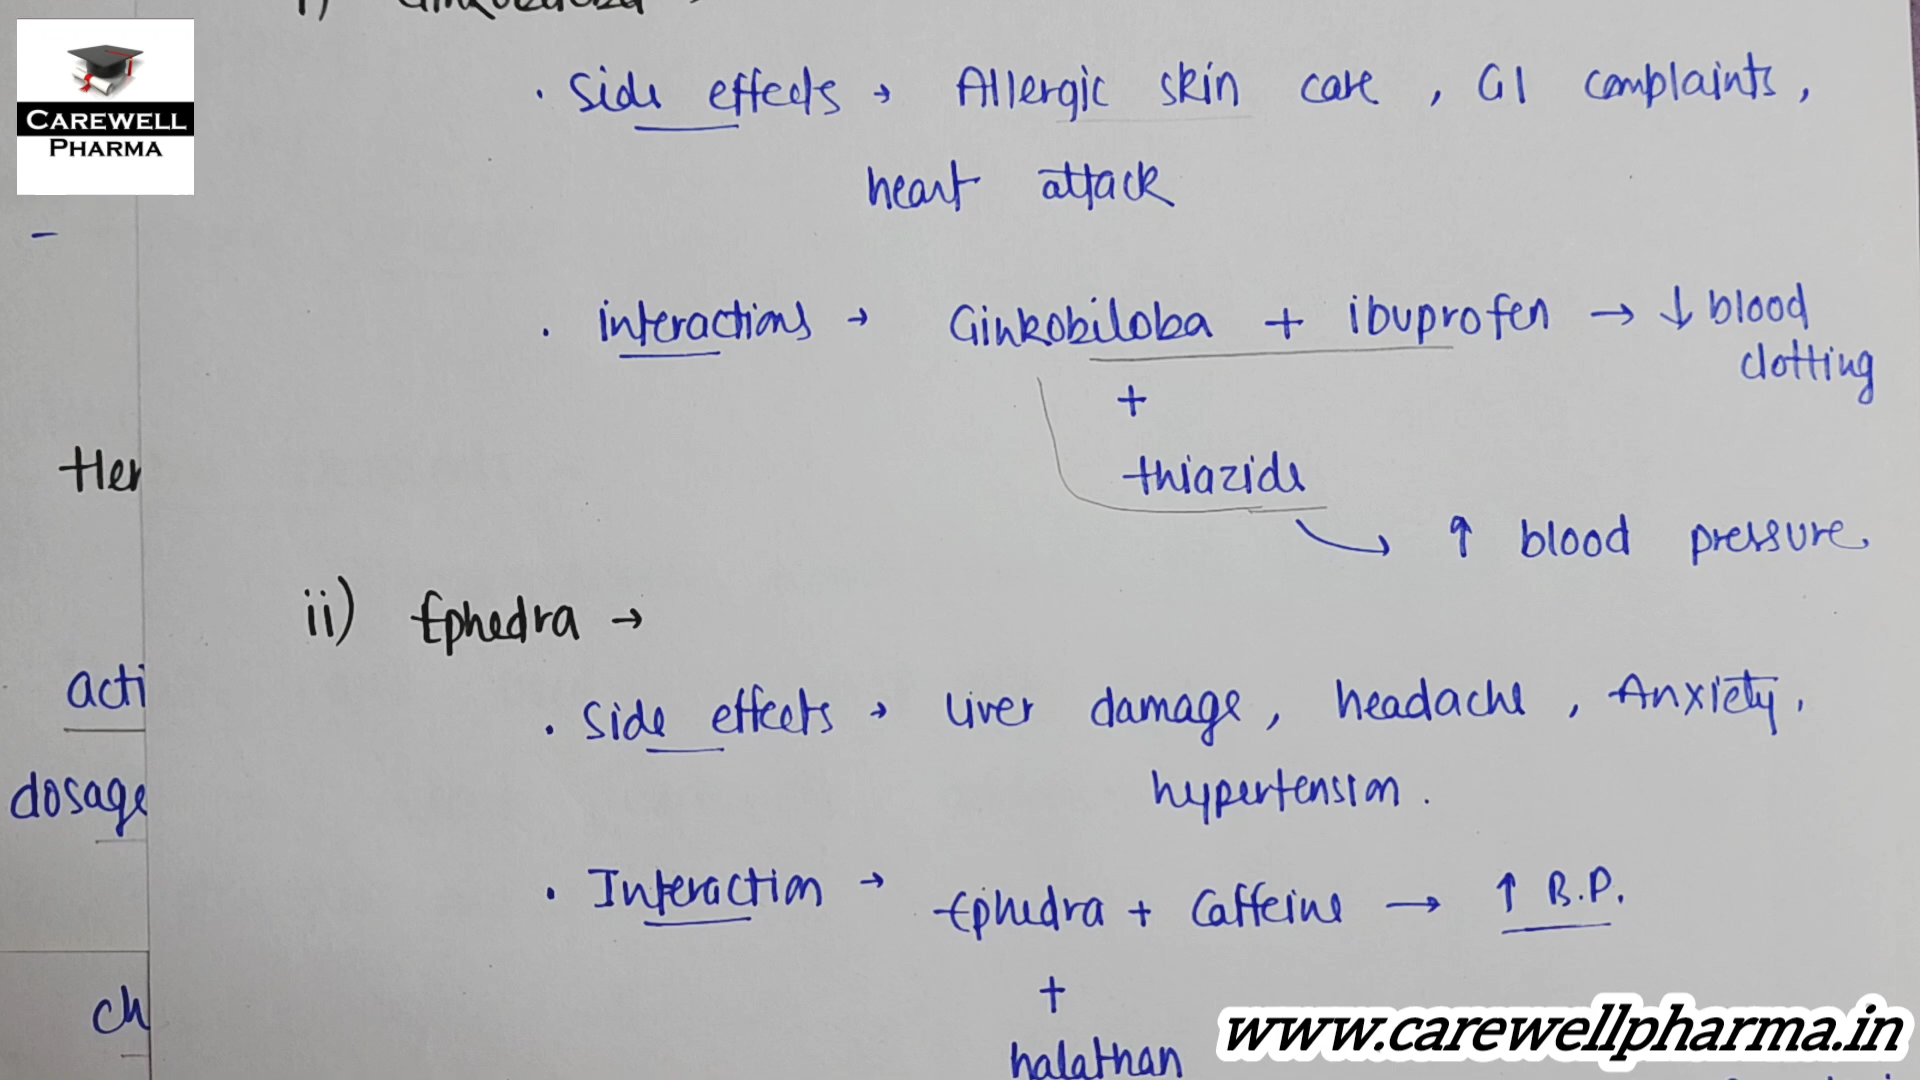 i) Ginkobiloba
CAREWELL
PHARMA
. Side effects → Allergic skin care , GI complaints ,
heart attack
. interactions → Ginkobiloba + ibuprofen → ↓ blood
clotting
+
thiazide
↑ blood pressure
ii) Ephedra →
. Side effects → Liver damage, headache , Anxiety,
hypertension .
. Interaction → Ephedra + Caffeine → ↑ B.P.
+
halathan
Her
acti
dosage
ch
www.carewellpharma.in